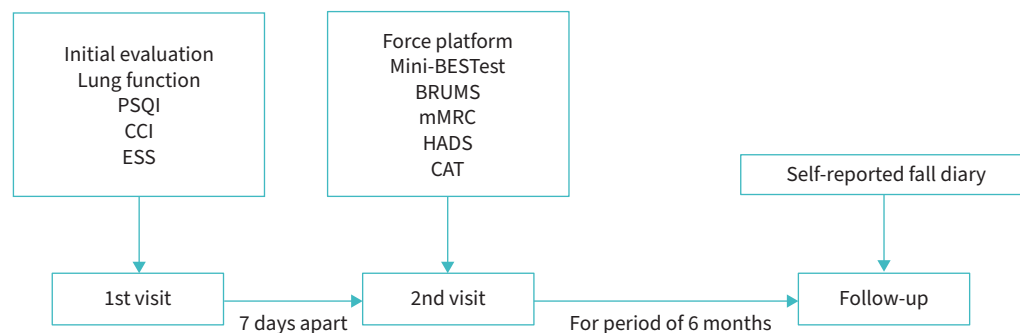 Initial evaluation
Lung function
PSQI
CCI
ESS
Force platform
Mini-BESTest
BRUMS
mMRC
HADS
CAT
Self-reported fall diary
1st visit
7 days apart
2nd visit
For period of 6 months
Follow-up